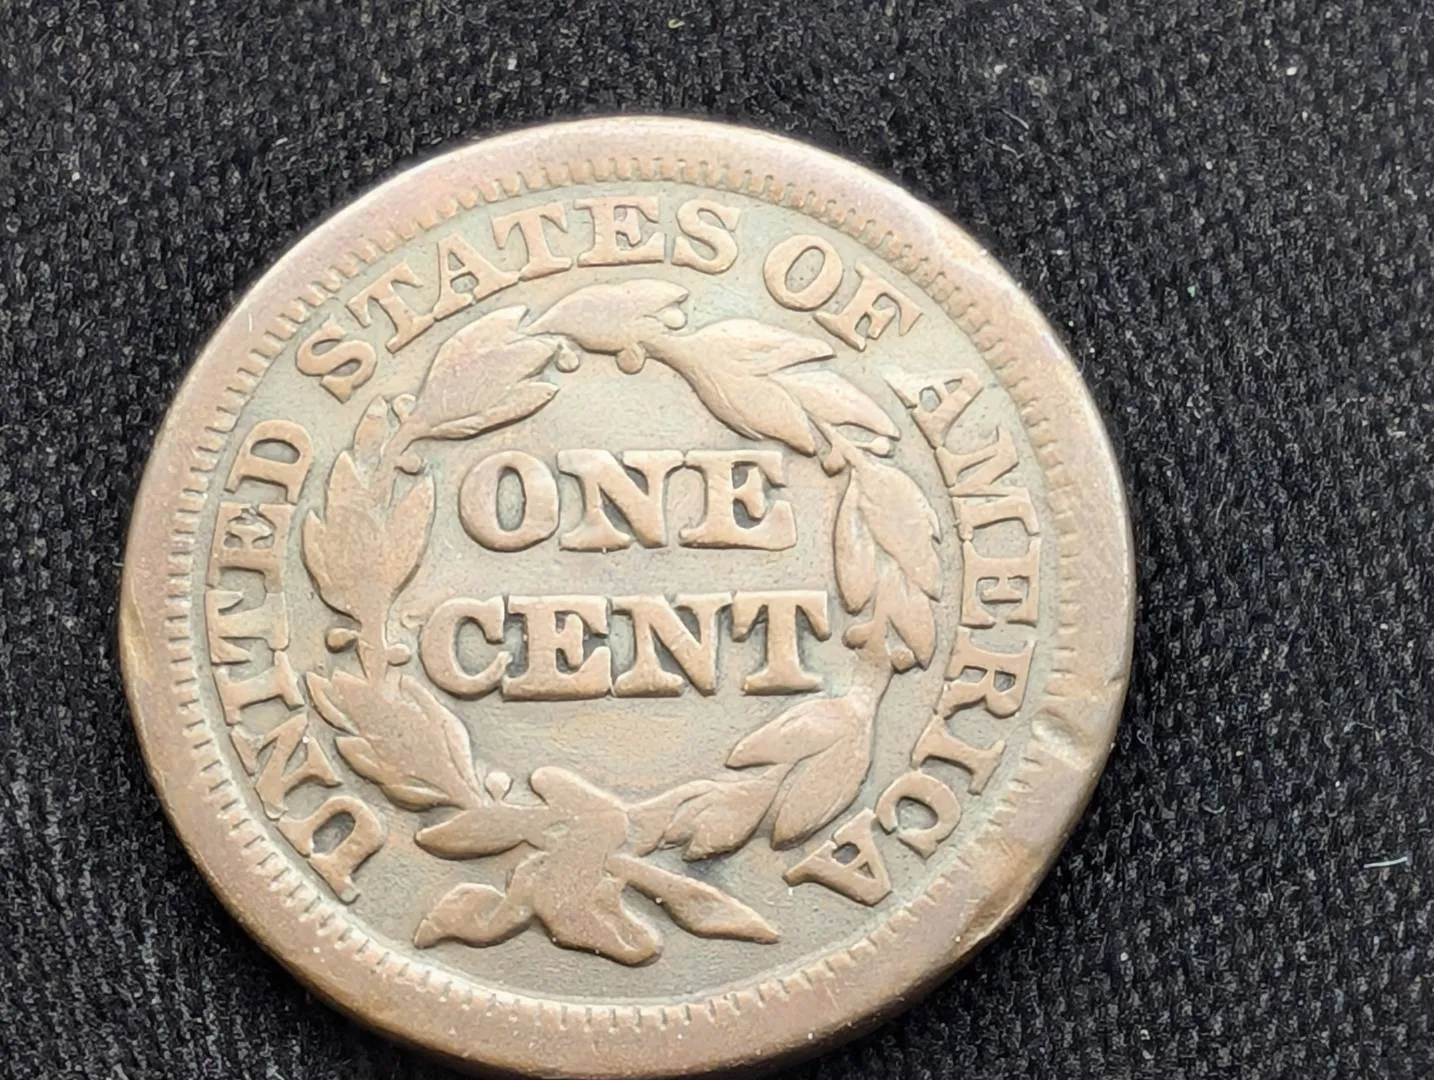 UNITED STATES OF AMERICA
ONE
CENT